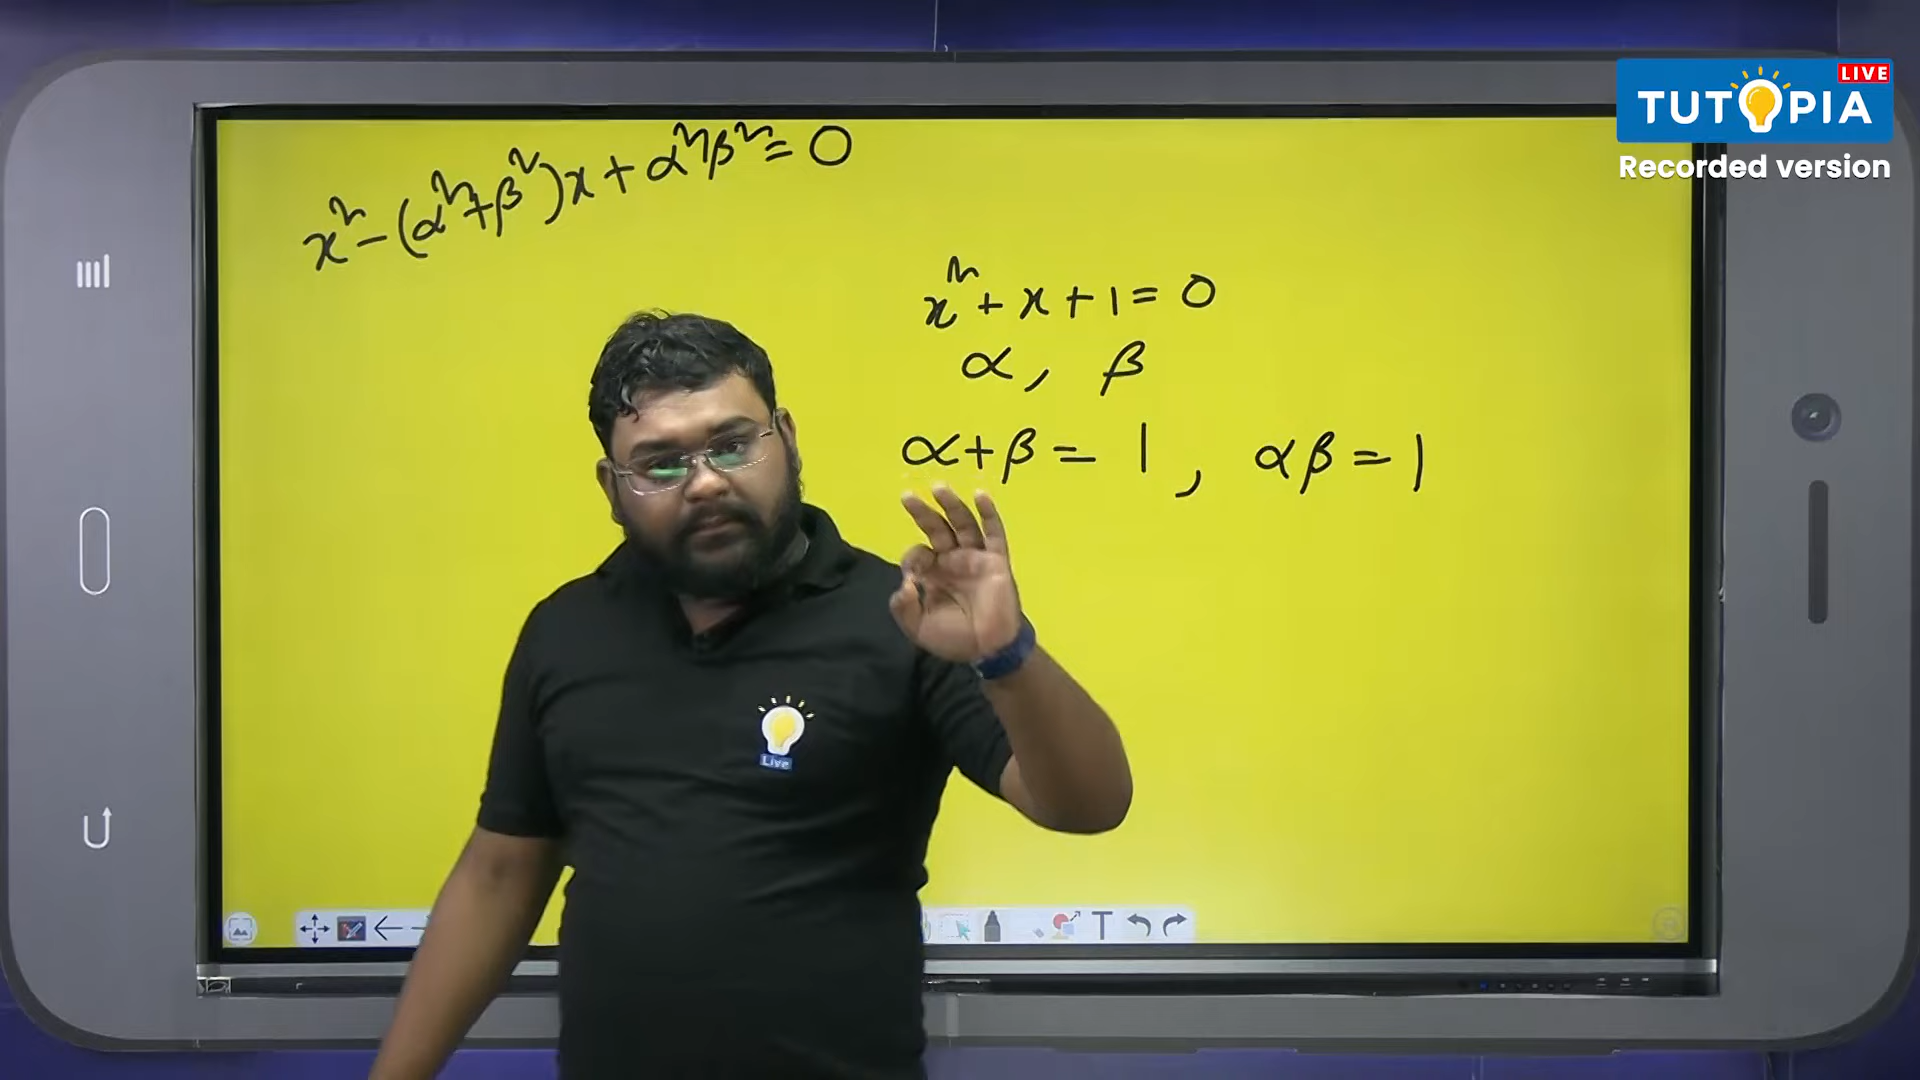 LIVE
TUTOPIA
Recorded version
x² - (α² + β²)x + α²β² = 0
x² + x + 1 = 0
α, β
α + β = 1, αβ = 1
Live
T